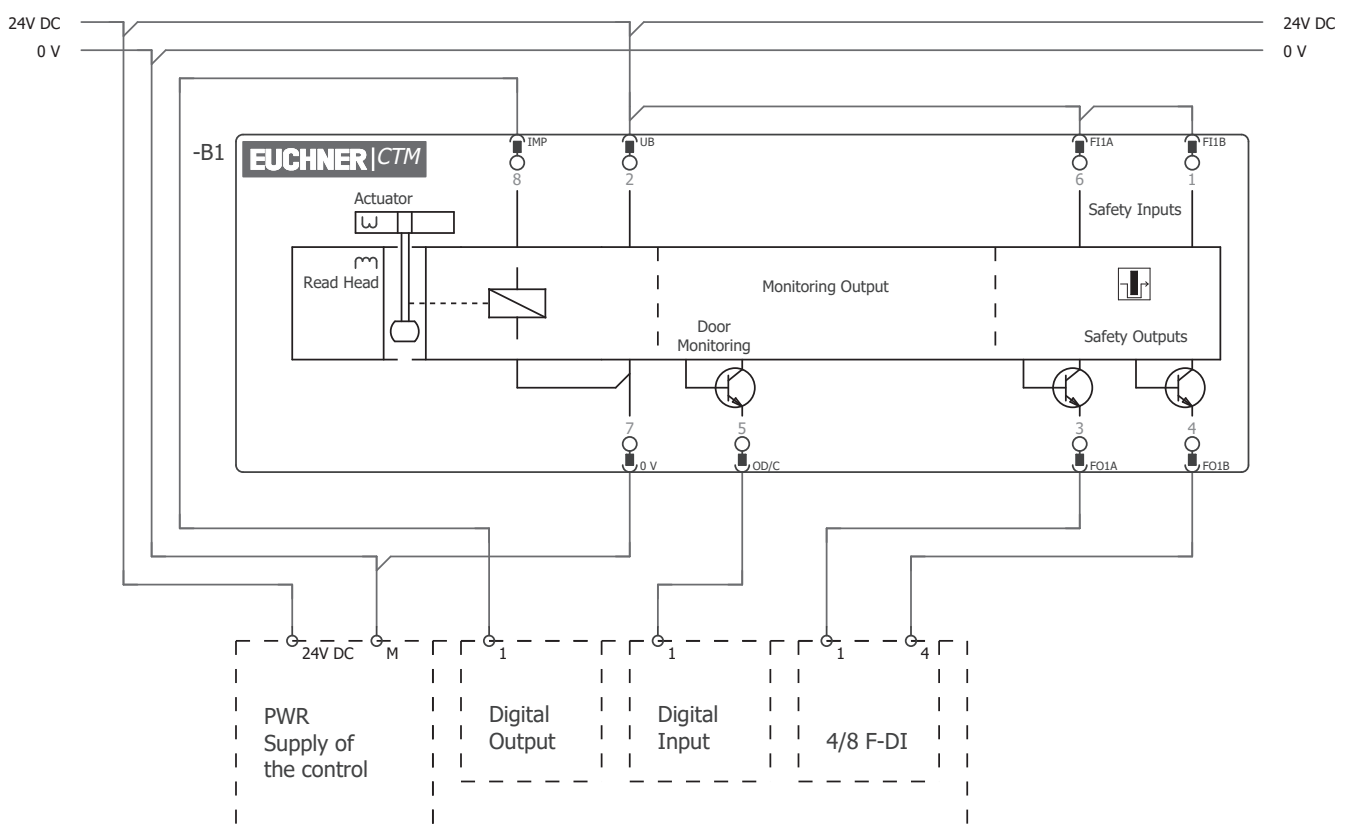 24V DC
24V DC
0 V
0 V
-B1
EUCHNER CTM
IMP
UB
FI1A
FI1B
8
2
6
1
Actuator
Safety Inputs
Read Head
Monitoring Output
Door
Monitoring
Safety Outputs
7
5
3
4
0 V
OD/C
FO1A
FO1B
24V DC
M
1
1
1
4
PWR
Supply of
the control
Digital
Output
Digital
Input
4/8 F-DI